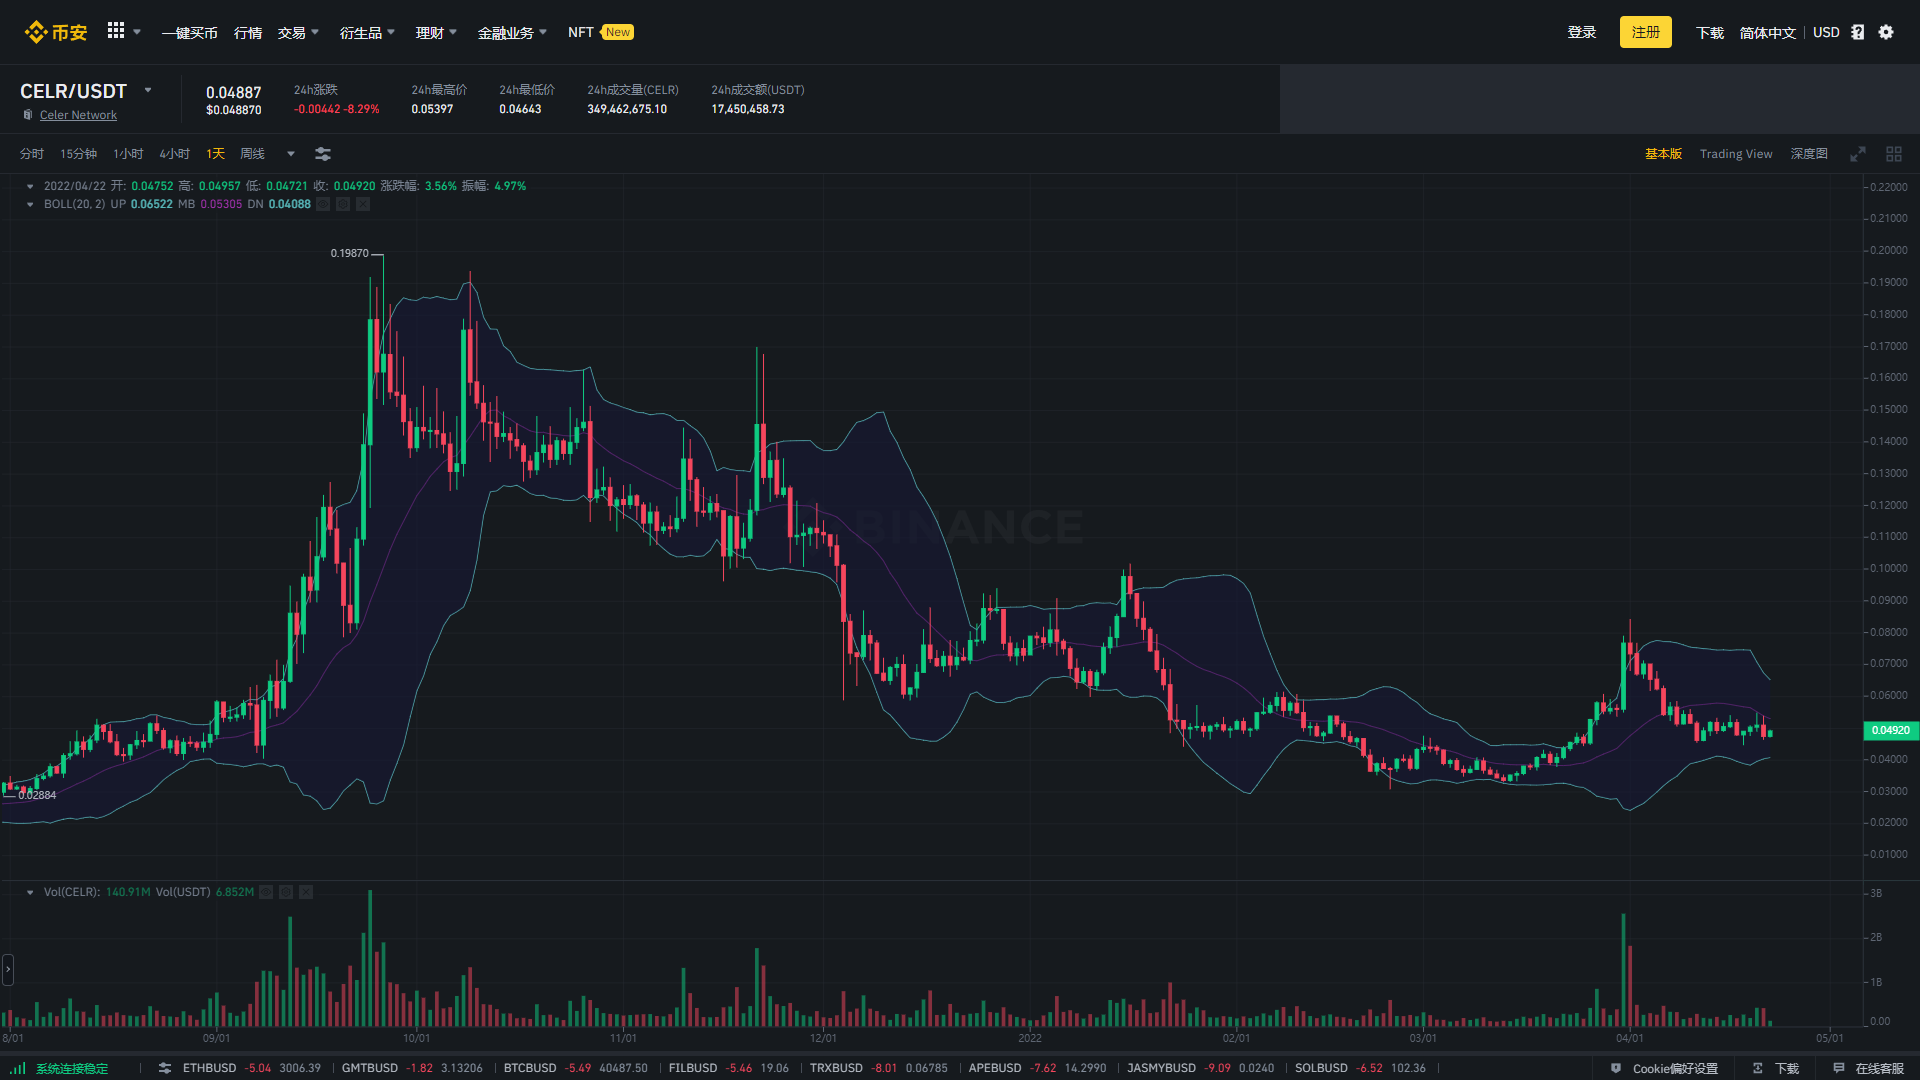 币安 一键买币 行情 交易 衍生品 理财 金融业务 NFT New 登录 注册 下载 简体中文 USD
CELR/USDT
Celer Network
0.04887
$0.048870
24h涨跌
-0.00442 -8.29%
24h最高价
0.05397
24h最低价
0.04643
24h成交量(CELR)
349,462,675.10
24h成交额(USDT)
17,450,458.73
分时 15分钟 1小时 4小时 1天 周线 基本版 Trading View 深度图
2022/04/22 开: 0.04752 高: 0.04957 低: 0.04721 收: 0.04920 涨跌幅: 3.56% 振幅: 4.97%
BOLL(20, 2) UP 0.06522 MB 0.05305 DN 0.04088
0.22000
0.21000
0.20000
0.19000
0.18000
0.17000
0.16000
0.15000
0.14000
0.13000
0.12000
0.11000
0.10000
0.09000
0.08000
0.07000
0.06000
0.04920
0.04000
0.03000
0.02000
0.01000
0.19870
0.02884
BINANCE
Vol(CELR): 140.91M Vol(USDT) 6.852M
3B
2B
1B
0.00
8/01 09/01 10/01 11/01 12/01 2022 02/01 03/01 04/01 05/01
系统连接稳定 ETHBUSD -5.04 3006.39 GMTBUSD -1.82 3.13206 BTCBUSD -5.49 40487.50 FILBUSD -5.46 19.06 TRXBUSD -8.01 0.06785 APEBUSD -7.62 14.2990 JASMYBUSD -9.09 0.0240 SOLBUSD -6.52 102.36 Cookie偏好设置 下载 在线客服